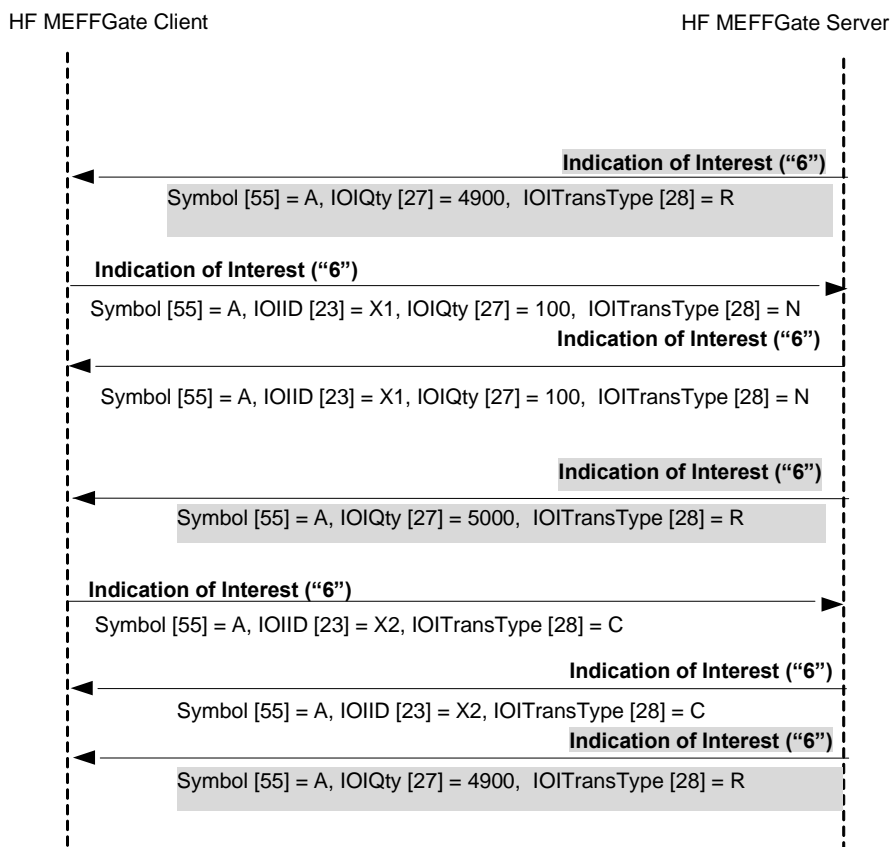 HF MEFFGate Client
HF MEFFGate Server
Indication of Interest (“6”)
Symbol [55] = A, IOIQty [27] = 4900, IOITransType [28] = R
Indication of Interest (“6”)
Symbol [55] = A, IOIID [23] = X1, IOIQty [27] = 100, IOITransType [28] = N
Indication of Interest (“6”)
Symbol [55] = A, IOIID [23] = X1, IOIQty [27] = 100, IOITransType [28] = N
Indication of Interest (“6”)
Symbol [55] = A, IOIQty [27] = 5000, IOITransType [28] = R
Indication of Interest (“6”)
Symbol [55] = A, IOIID [23] = X2, IOITransType [28] = C
Indication of Interest (“6”)
Symbol [55] = A, IOIID [23] = X2, IOITransType [28] = C
Indication of Interest (“6”)
Symbol [55] = A, IOIQty [27] = 4900, IOITransType [28] = R